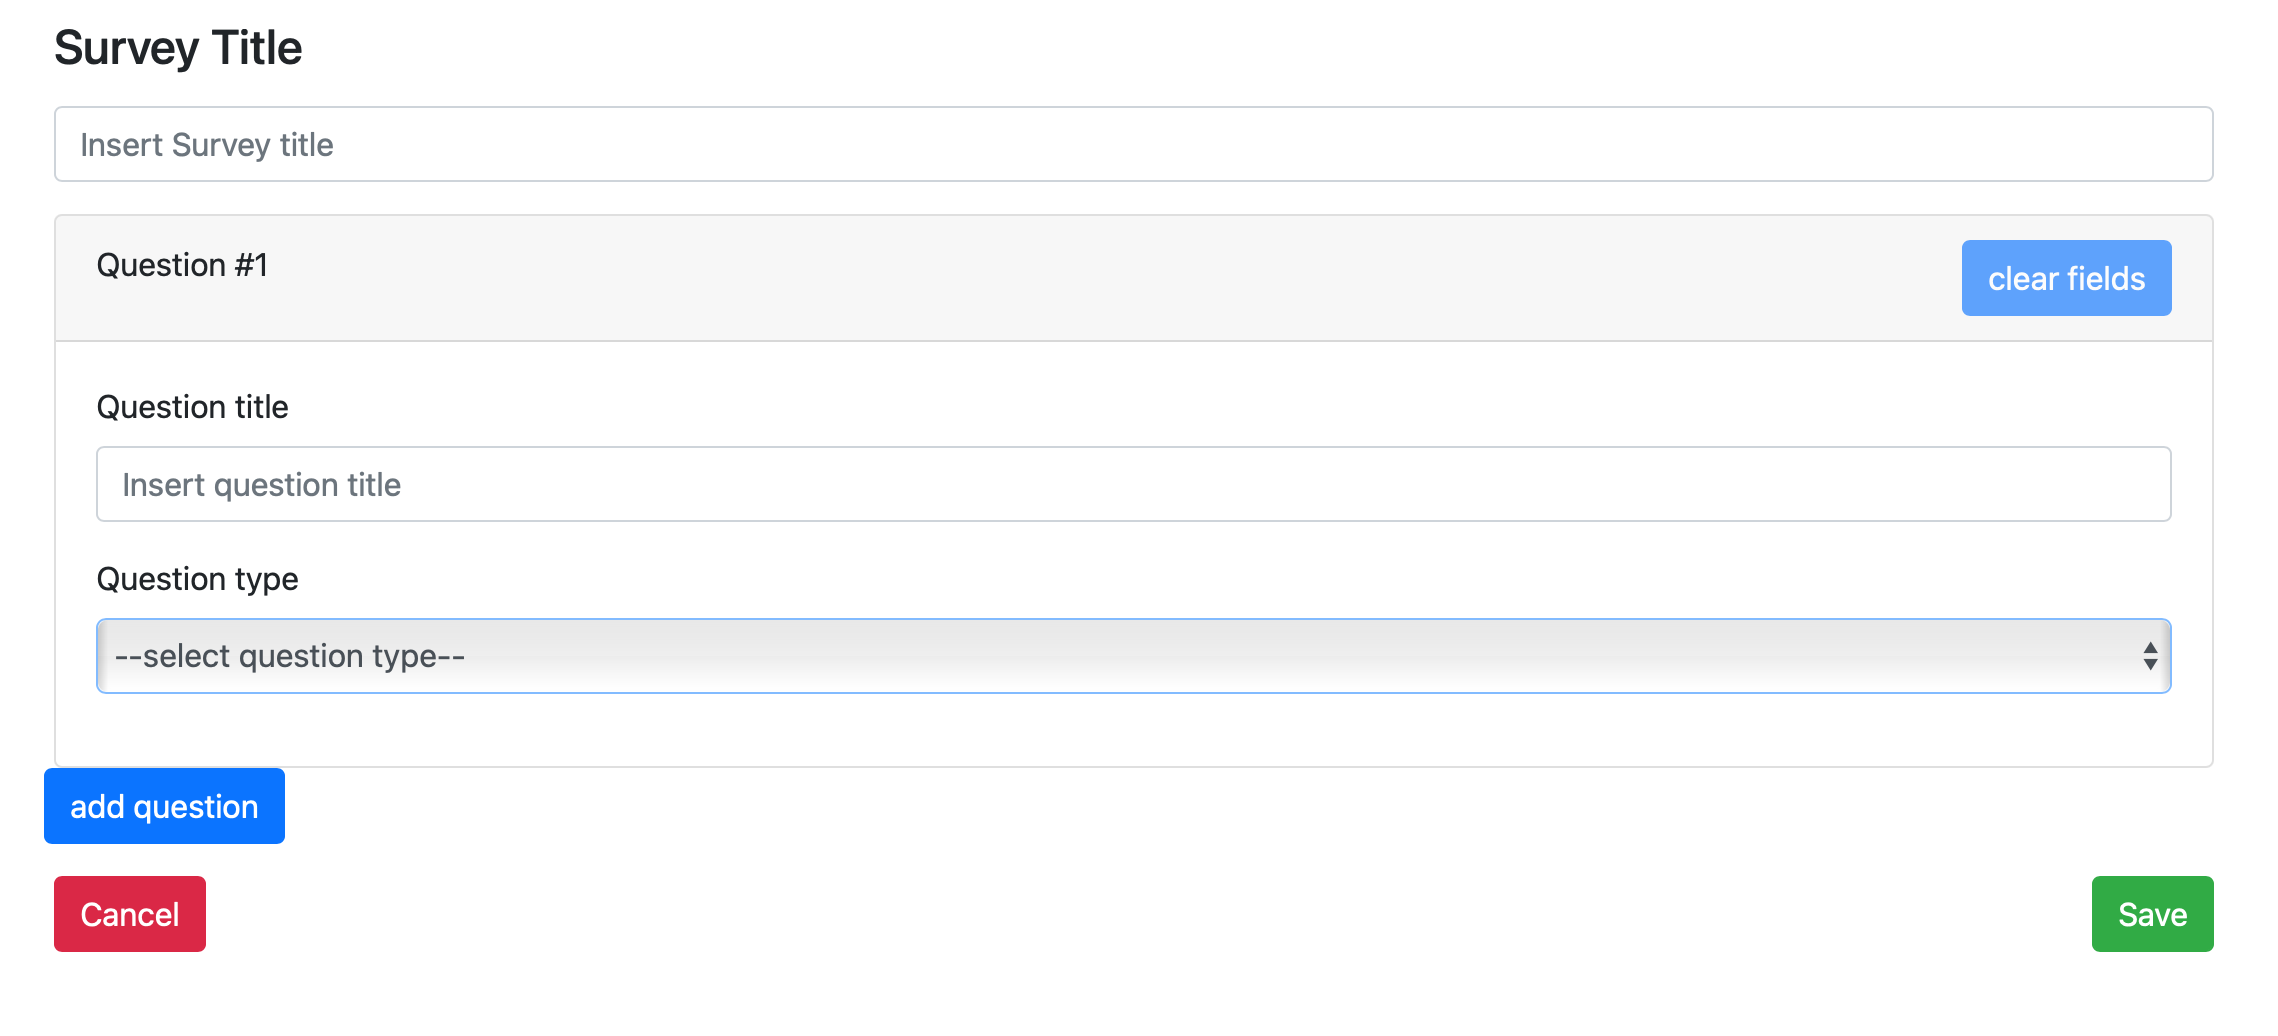 Survey Title
Insert Survey title
Question #1
clear fields
Question title
Insert question title
Question type
--select question type--
add question
Cancel
Save